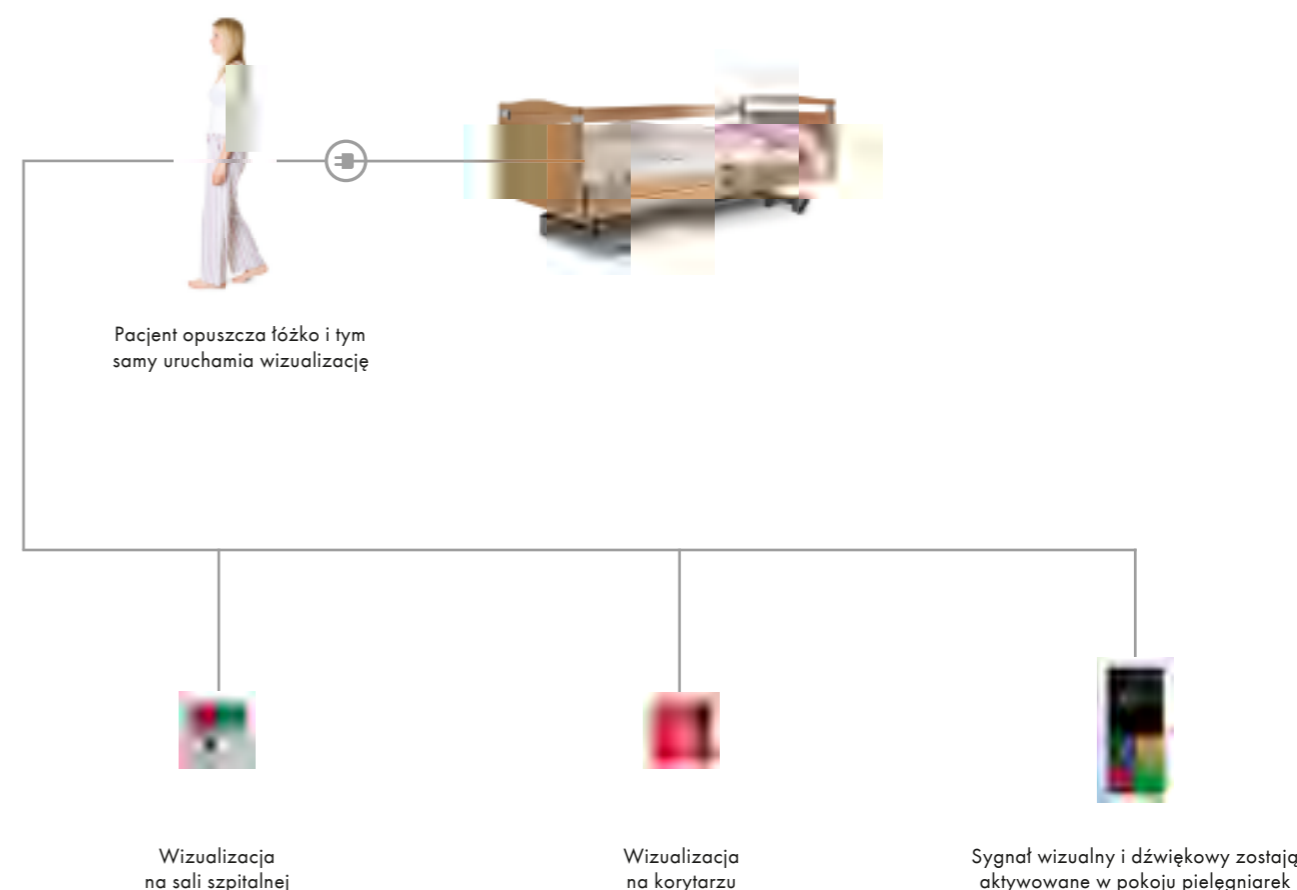 Pacjent opuszcza łóżko i tym
samy uruchamia wizualizację
Wizualizacja
na sali szpitalnej
Wizualizacja
na korytarzu
Sygnał wizualny i dźwiękowy zostają
aktywowane w pokoju pielęgniarek